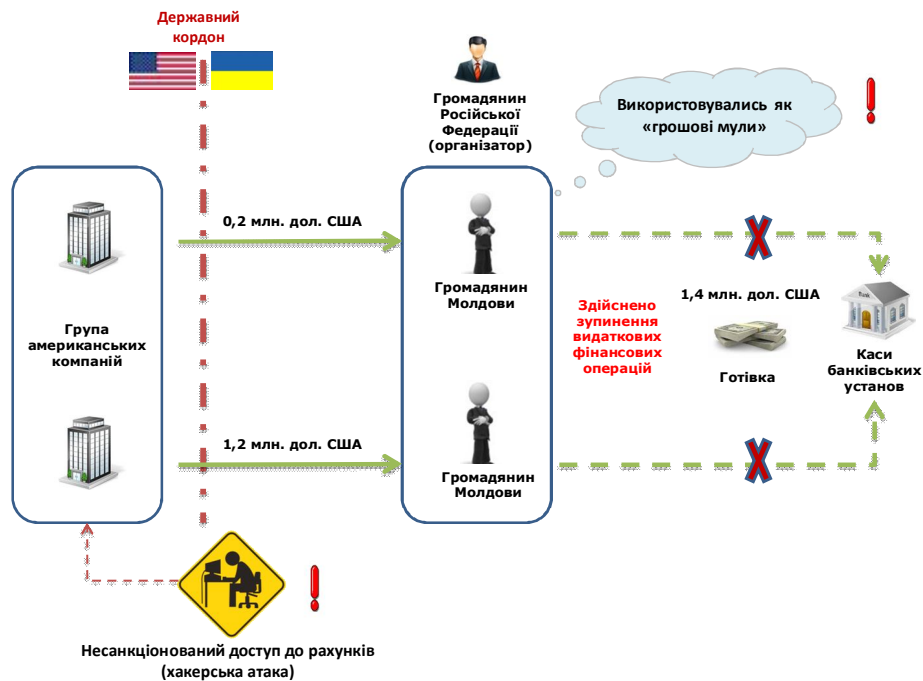 Державний
кордон
Громадянин
Російської
Федерації
(організатор)
Використовувались як
«грошові мули»
0,2 млн. дол. США
Громадянин
Молдови
Група
американських
компаній
Здійснено
зупинення
видаткових
фінансових
операцій
1,4 млн. дол. США
Готівка
Bank
Каси
банківських
установ
1,2 млн. дол. США
Громадянин
Молдови
Несанкціонований доступ до рахунків
(хакерська атака)